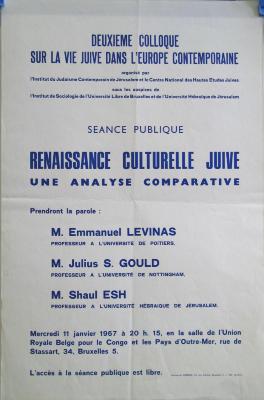 DEUXIEME COLLOQUE
SUR LA VIE JUIVE DANS L'EUROPE CONTEMPORAINE
organisé par
l'Institut du Judaïsme Contemporain de Jérusalem et le Centre National des Hautes Etudes Juives
sous les auspices de
l'Institut de Sociologie de l'Université Libre de Bruxelles et de l'Université Hébraïque de Jérusalem
SEANCE PUBLIQUE
RENAISSANCE CULTURELLE JUIVE
UNE ANALYSE COMPARATIVE
Prendront la parole :
M. Emmanuel LEVINAS
PROFESSEUR A L'UNIVERSITE DE POITIERS.
M. Julius S. GOULD
PROFESSEUR A L'UNIVERSITE DE NOTTINGHAM.
M. Shaul ESH
PROFESSEUR A L'UNIVERSITE HÉBRAIQUE DE JÉRUSALEM.
Mercredi 11 janvier 1967 à 20 h. 15, en la salle de l'Union
Royale Belge pour le Congo et les Pays d'Outre-Mer, rue de
Stassart, 34, Bruxelles 5.
L'accès à la séance publique est libre.